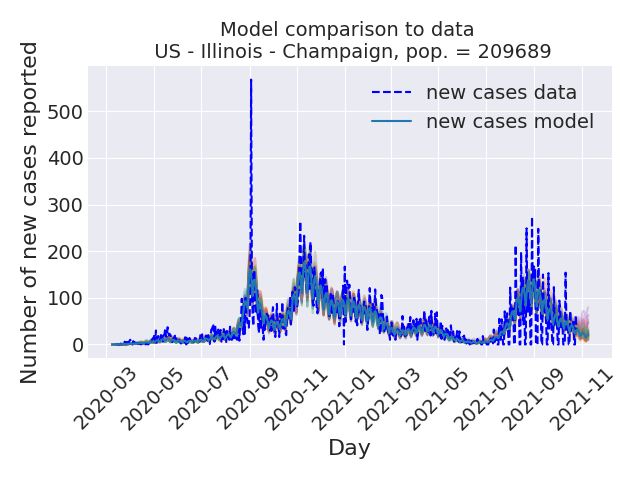 Model comparison to data
US - Illinois - Champaign, pop. = 209689
Number of new cases reported
500
400
300
200
100
0
new cases data
new cases model
2020-03
2020-05
2020-07
2020-09
2020-11
2021-01
2021-03
2021-05
2021-07
2021-09
2021-11
Day